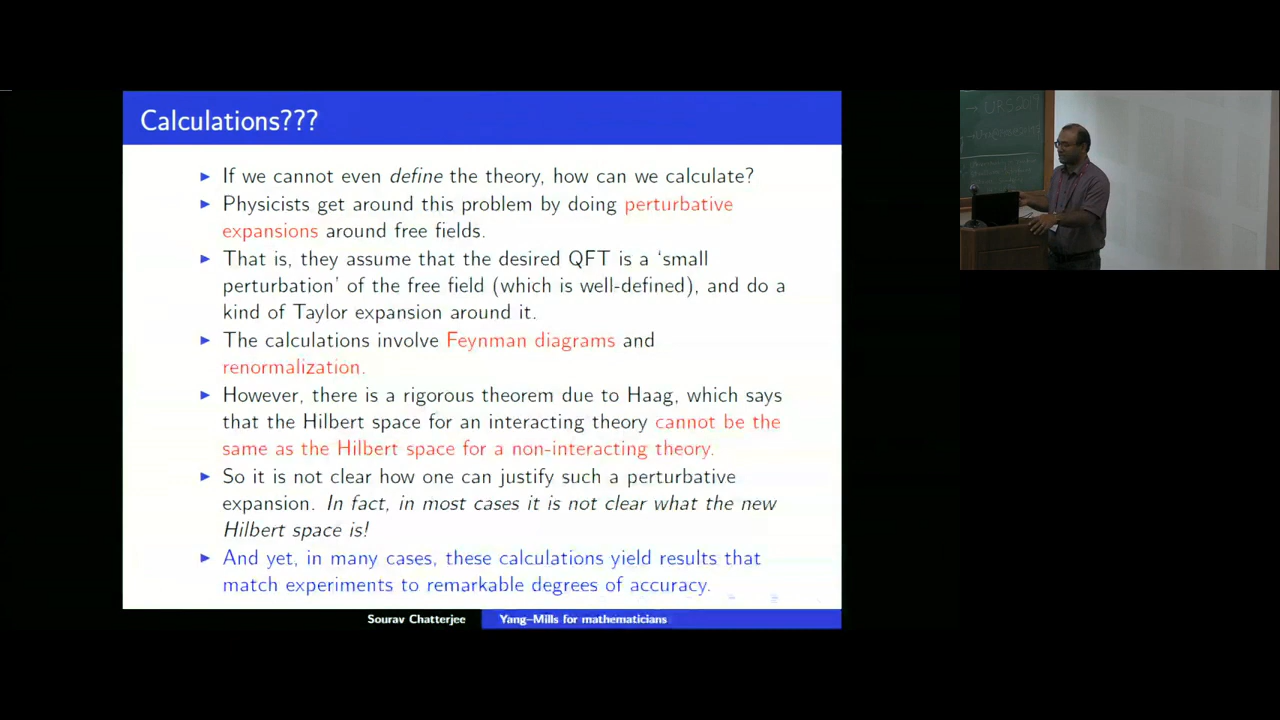 Calculations???
If we cannot even define the theory, how can we calculate?
Physicists get around this problem by doing perturbative
expansions around free fields.
That is, they assume that the desired QFT is a ‘small
perturbation’ of the free field (which is well-defined), and do a
kind of Taylor expansion around it.
The calculations involve Feynman diagrams and
renormalization.
However, there is a rigorous theorem due to Haag, which says
that the Hilbert space for an interacting theory cannot be the
same as the Hilbert space for a non-interacting theory.
So it is not clear how one can justify such a perturbative
expansion. In fact, in most cases it is not clear what the new
Hilbert space is!
And yet, in many cases, these calculations yield results that
match experiments to remarkable degrees of accuracy.
Sourav Chatterjee Yang–Mills for mathematicians